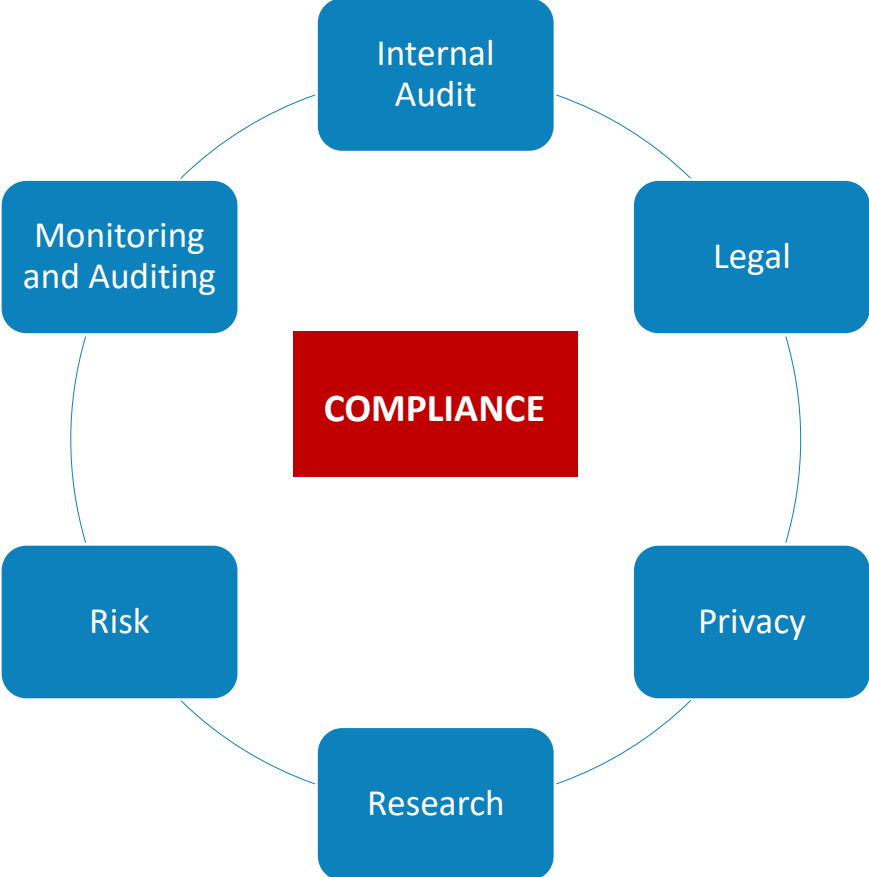 Internal
Audit
Monitoring
and Auditing
Legal
COMPLIANCE
Risk
Privacy
Research